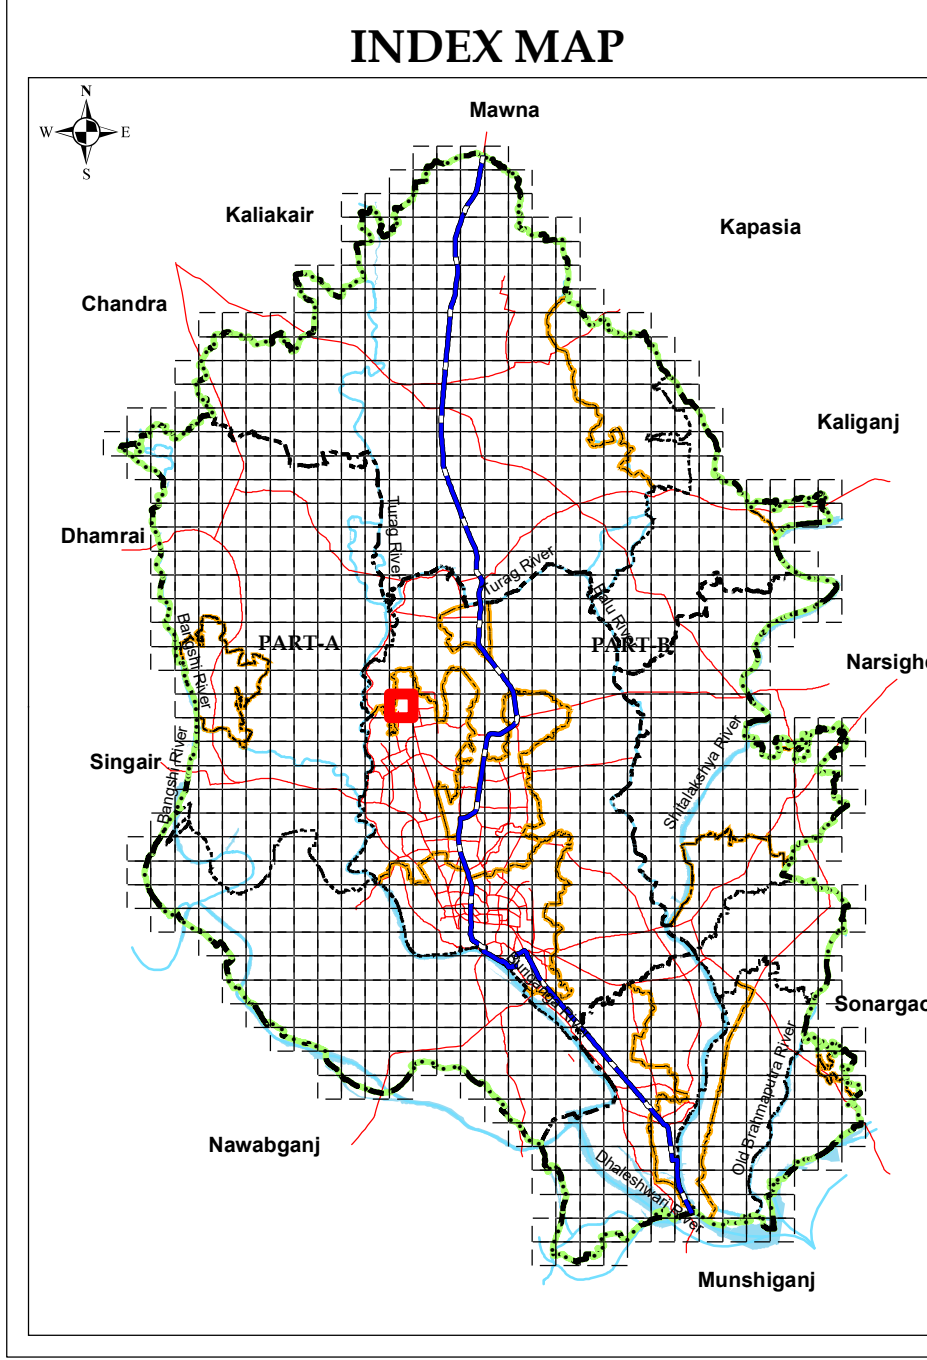 INDEX MAP
N
W
E
S
Mawna
Kaliakair
Kapasia
Chandra
Kaliganj
Dhamrai
Turag River
Turag River
Balu River
Bangshi River
PART-A
PART-B
Narsighd
Singair
Bangshi River
Shitalakshya River
Buriganga River
Sonargao
Old Brahmaputra River
Nawabganj
Dhaleshwari River
Munshiganj